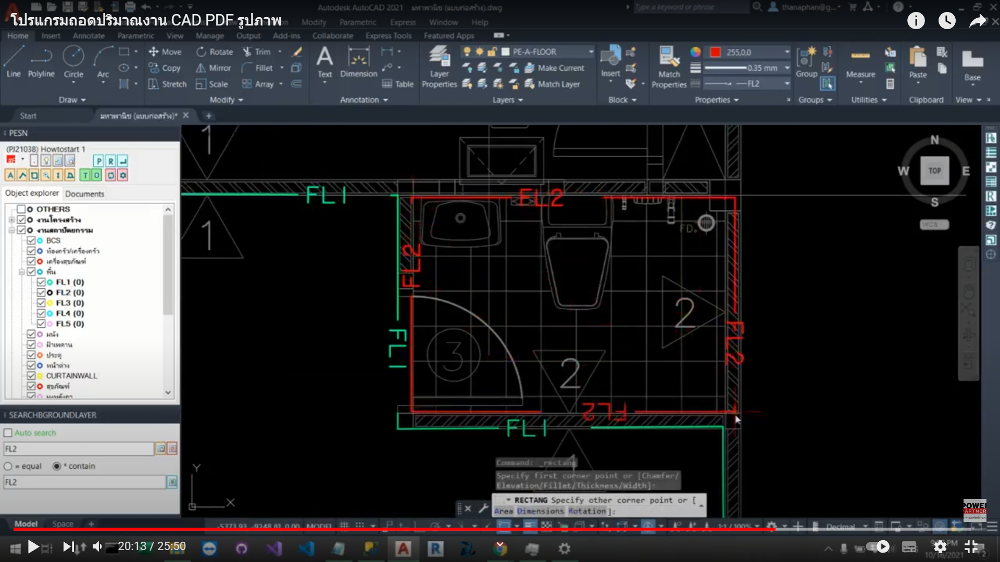 Autodesk AutoCAD 2021 มหาพานิช (แบบก่อสร้าง).dwg
Type a keyword or phrase
thanaphan@g...
โปรแกรมถอดปริมาณงาน CAD PDF รูปภาพ
Modify Parametric Express Window Help
Home Insert Annotate Parametric View Manage Output Add-ins Collaborate Express Tools Featured Apps
Line Polyline Circle Arc
Move Rotate Trim
Copy Mirror Fillet
Stretch Scale Array
Text Dimension Table
Layer Properties
PE-A-FLOOR
Make Current
Match Layer
Insert
Match Properties
255,0,0
0.35 mm
FL2
Group Measure Paste Base
Draw Modify Annotation Layers Block Properties Groups Utilities Clipboard View
Start มหาพานิช (แบบก่อสร้าง)*
PESN
(PJ21038) Howtostart 1
P R
A T O
Object explorer Documents
OTHERS
งานโครงสร้าง
งานสถาปัตยกรรม
BCS
ห้องครัว/เครื่องครัว
เครื่องสุขภัณฑ์
พื้น
FL1 (0)
FL2 (0)
FL3 (0)
FL4 (0)
FL5 (0)
ผนัง
ฝ้าเพดาน
ประตู
หน้าต่าง
CURTAINWALL
สุขภัณฑ์
SEARCHBGROUNDLAYER
Auto search
FL2
= equal * contain
FL2
1
1
FL1
FL2
FD.
FL2
FL1
3
2
2
FL2
FL2
FL1
1
N
W TOP E
S
WCS
Y
X
Command: _rectang
Specify first corner point or [Chamfer/
Elevation/Fillet/Thickness/Width]:
RECTANG Specify other corner point or [
Area Dimensions Rotation]:
POWER
PARTNER
Model Space
-5373.93, -9248.81, 0.00 MODEL
1:1 / 100%
Decimal
20:13 / 25:50
10/16/2021
2